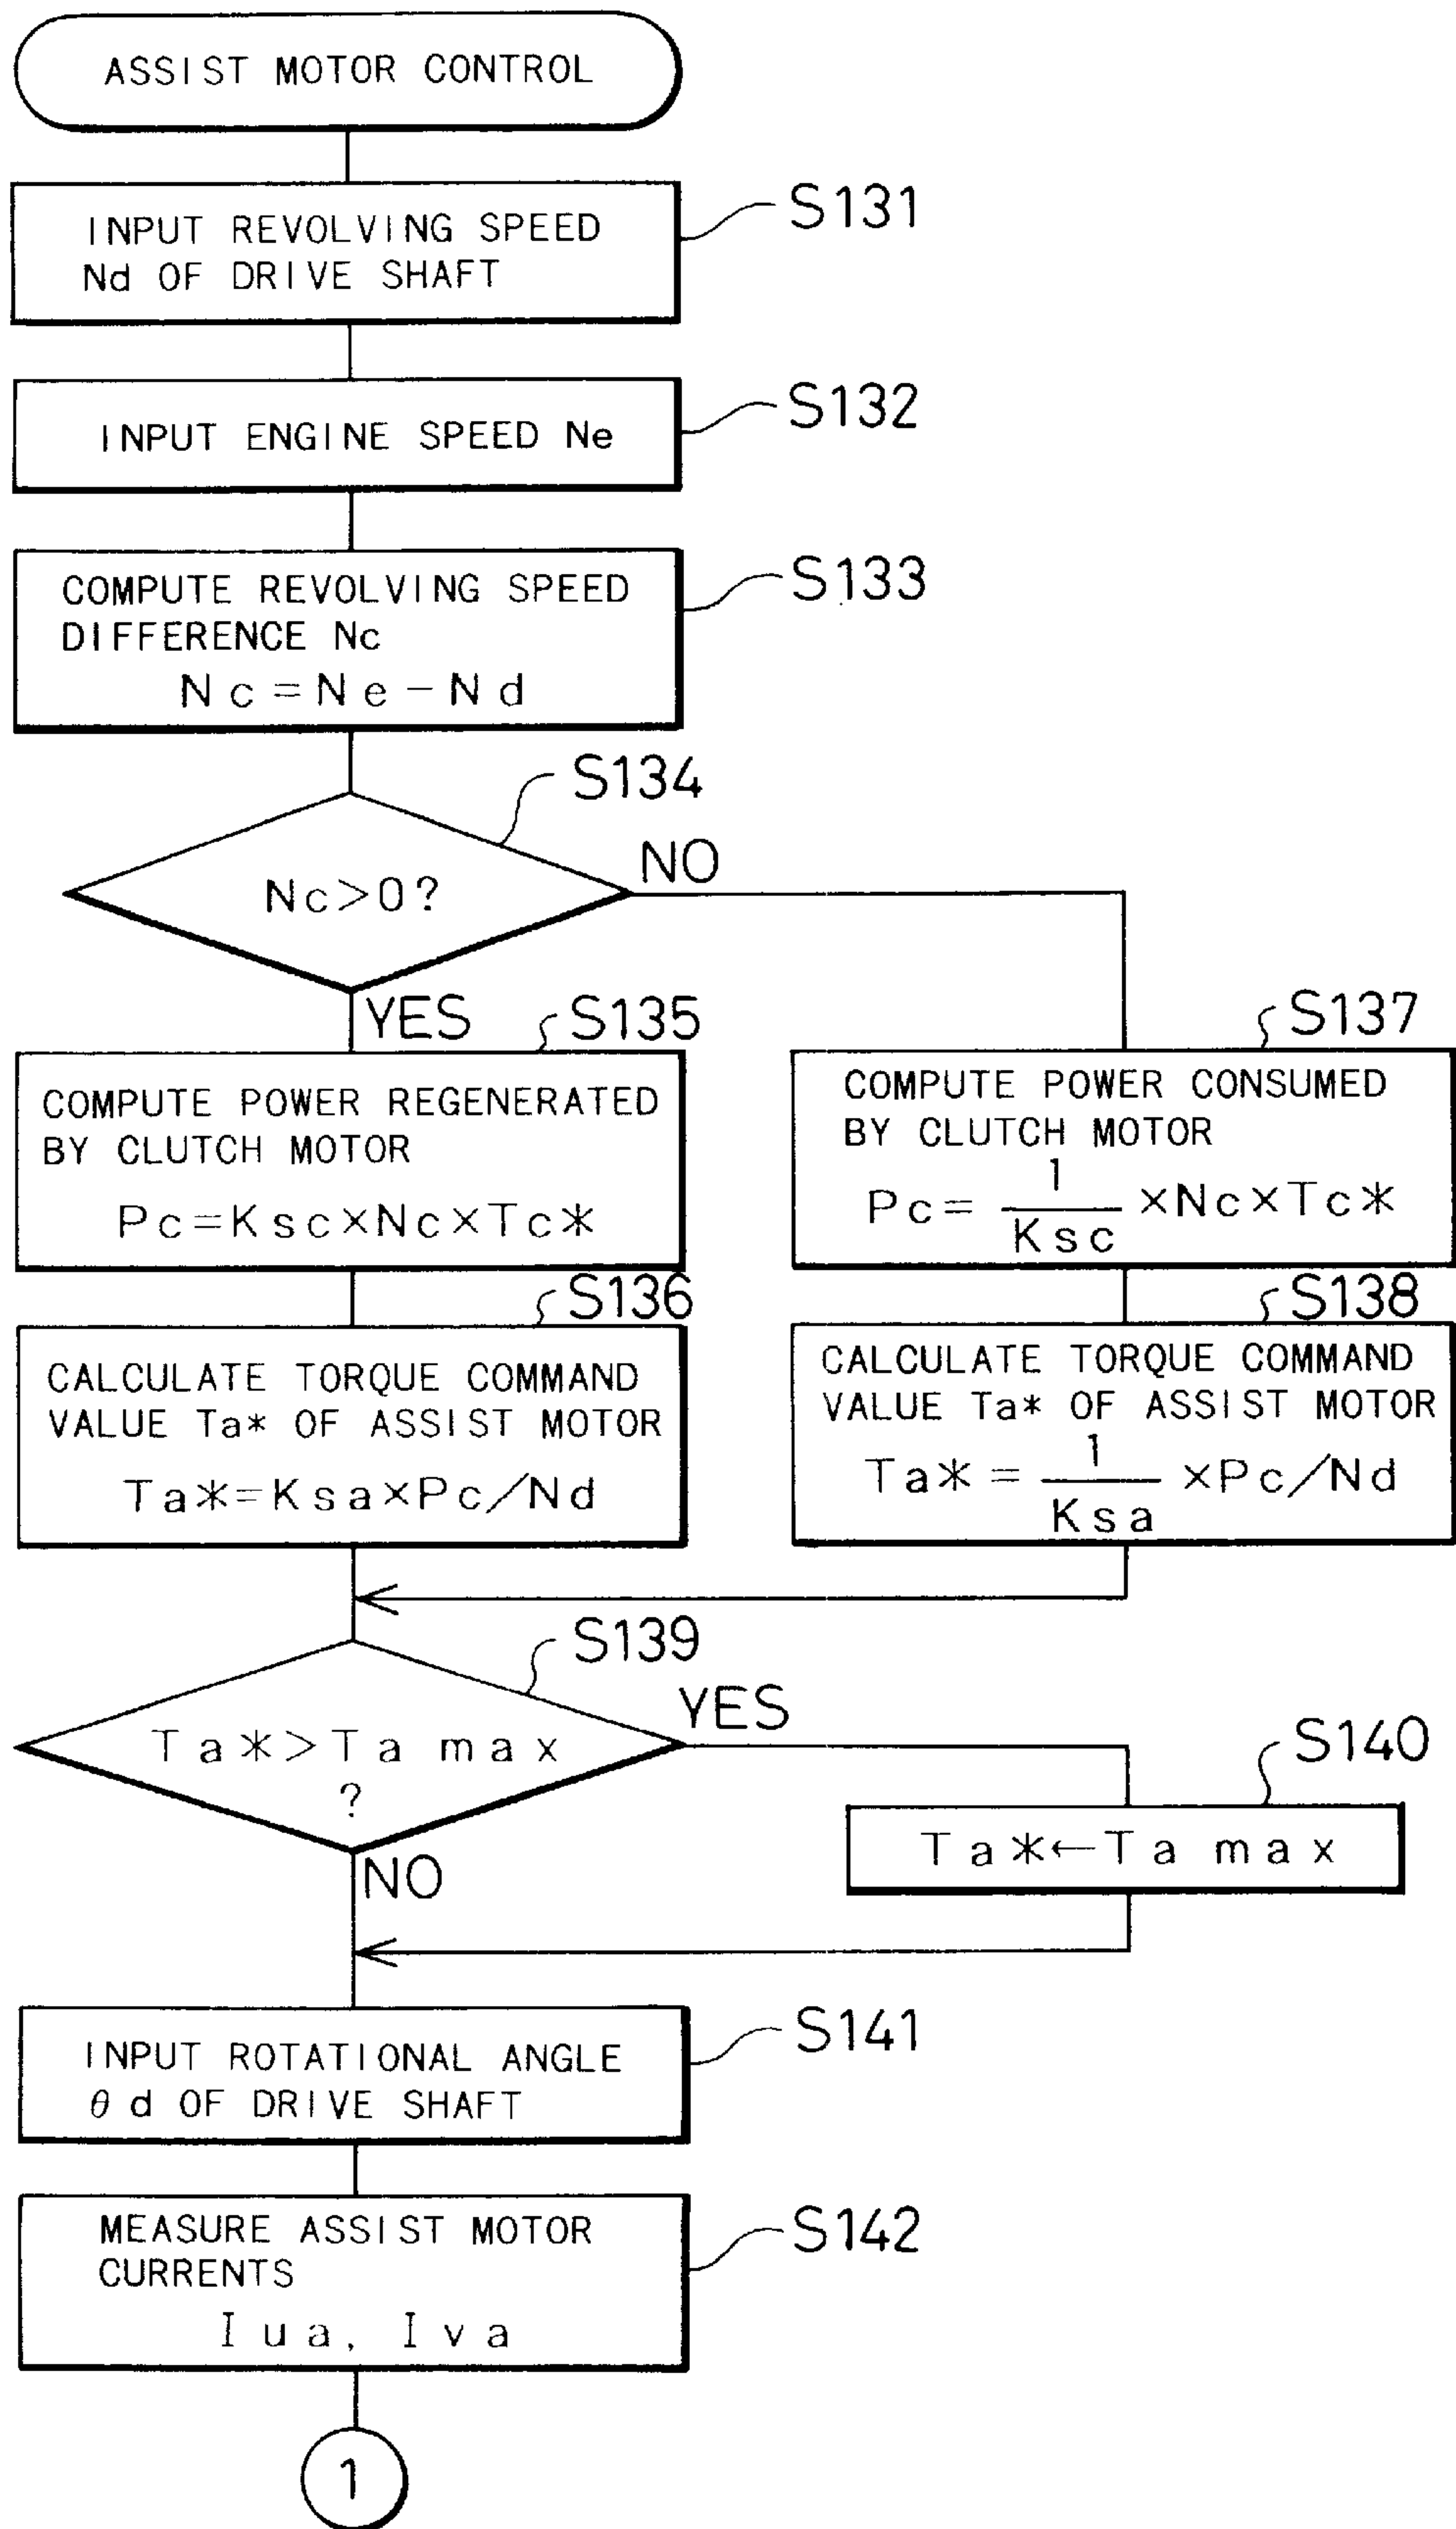 ASSIST MOTOR CONTROL
INPUT REVOLVING SPEED
Nd OF DRIVE SHAFT
S131
INPUT ENGINE SPEED Ne
S132
COMPUTE REVOLVING SPEED
DIFFERENCE Nc
Nc=Ne-Nd
S133
S134
Nc>0?
NO
YES
S135
COMPUTE POWER REGENERATED
BY CLUTCH MOTOR
Pc=Ksc×Nc×Tc*
S137
COMPUTE POWER CONSUMED
BY CLUTCH MOTOR
Pc= 1/Ksc ×Nc×Tc*
S136
CALCULATE TORQUE COMMAND
VALUE Ta* OF ASSIST MOTOR
Ta*=Ksa×Pc/Nd
S138
CALCULATE TORQUE COMMAND
VALUE Ta* OF ASSIST MOTOR
Ta*= 1/Ksa ×Pc/Nd
S139
Ta*>Ta max
?
YES
NO
S140
Ta*←Ta max
INPUT ROTATIONAL ANGLE
θd OF DRIVE SHAFT
S141
MEASURE ASSIST MOTOR
CURRENTS
Iua, Iva
S142
1